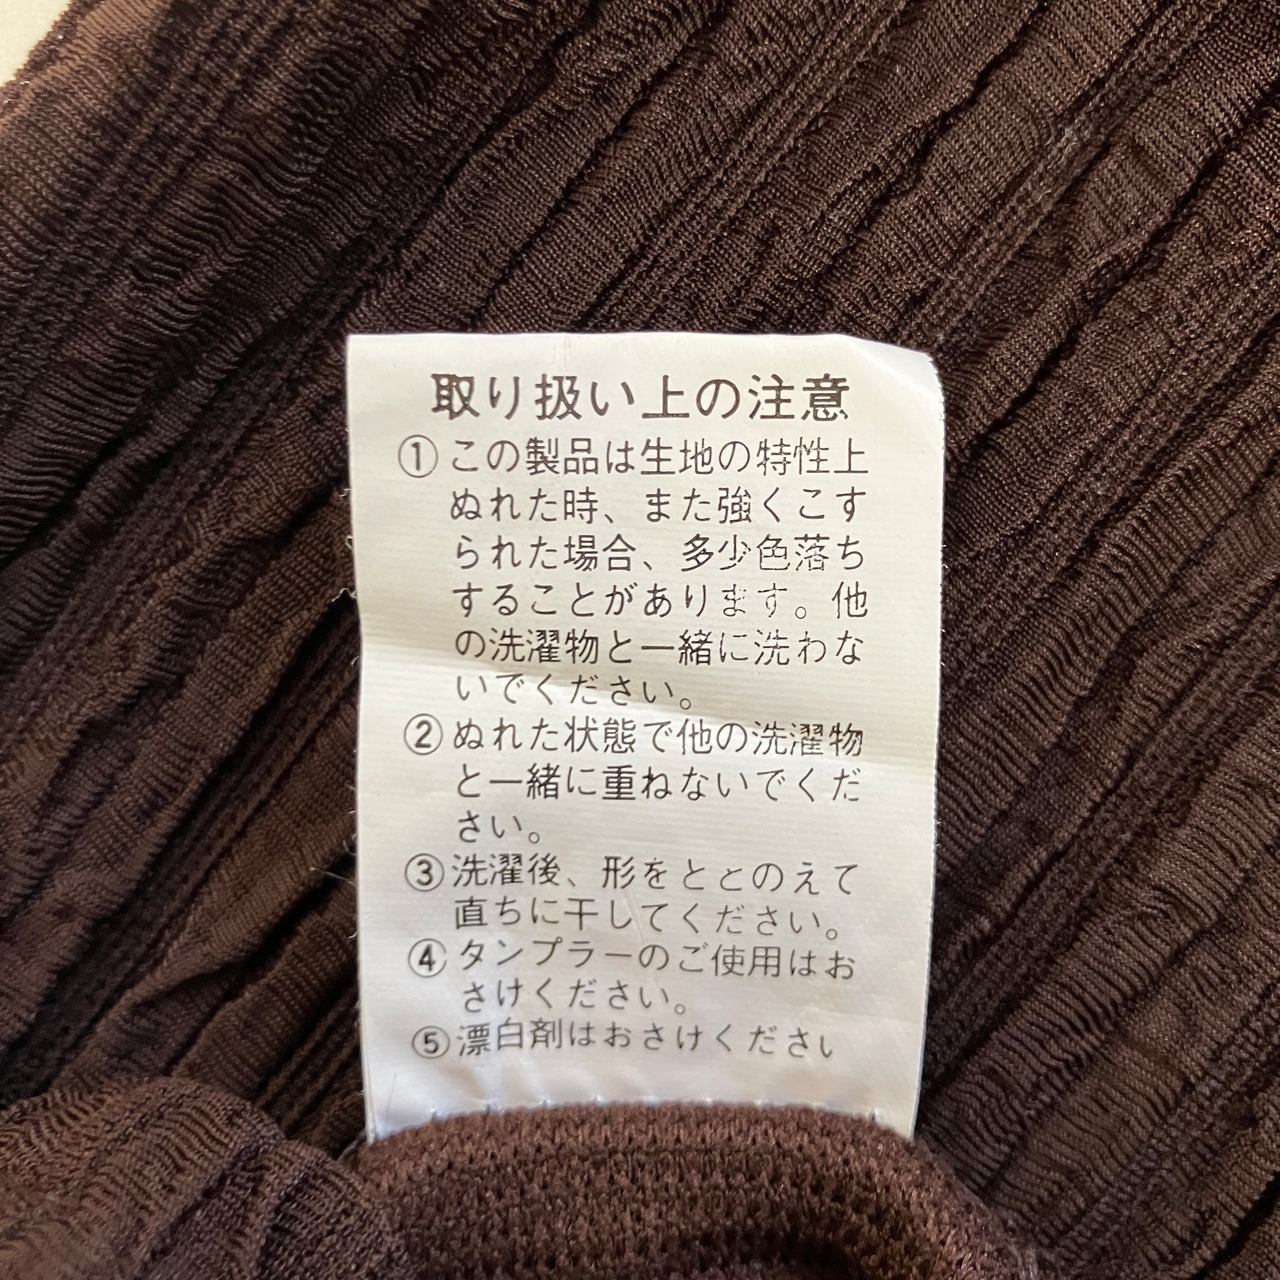 取り扱い上の注意
①この製品は生地の特性上
ぬれた時、また強くこす
られた場合、多少色落ち
することがあります。他
の洗濯物と一緒に洗わな
いでください。
②ぬれた状態で他の洗濯物
と一緒に重ねないでくだ
さい。
③洗濯後、形をととのえて
直ちに干してください。
④タンプラーのご使用はお
さけください。
⑤漂白剤はおさけください